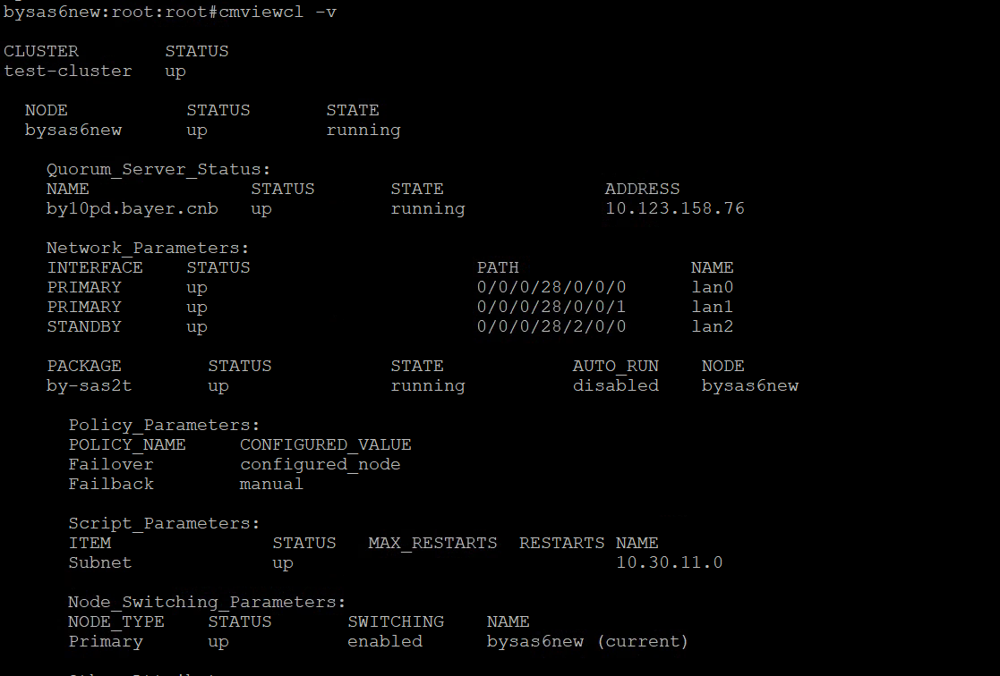 bysas6new:root:root#cmviewcl -v
CLUSTER STATUS
test-cluster up
NODE STATUS STATE
bysas6new up running
Quorum_Server_Status:
NAME STATUS STATE ADDRESS
by10pd.bayer.cnb up running 10.123.158.76
Network_Parameters:
INTERFACE STATUS PATH NAME
PRIMARY up 0/0/0/28/0/0/0 lan0
PRIMARY up 0/0/0/28/0/0/1 lan1
STANDBY up 0/0/0/28/2/0/0 lan2
PACKAGE STATUS STATE AUTO_RUN NODE
by-sas2t up running disabled bysas6new
Policy_Parameters:
POLICY_NAME CONFIGURED_VALUE
Failover configured_node
Failback manual
Script_Parameters:
ITEM STATUS MAX_RESTARTS RESTARTS NAME
Subnet up 10.30.11.0
Node_Switching_Parameters:
NODE_TYPE STATUS SWITCHING NAME
Primary up enabled bysas6new (current)